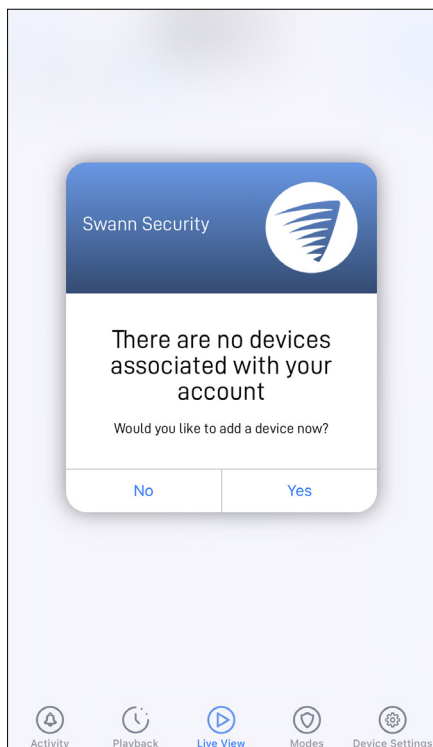 Swann Security
There are no devices
associated with your
account
Would you like to add a device now?
No Yes
Activity Playback Live View Modes Device Settings